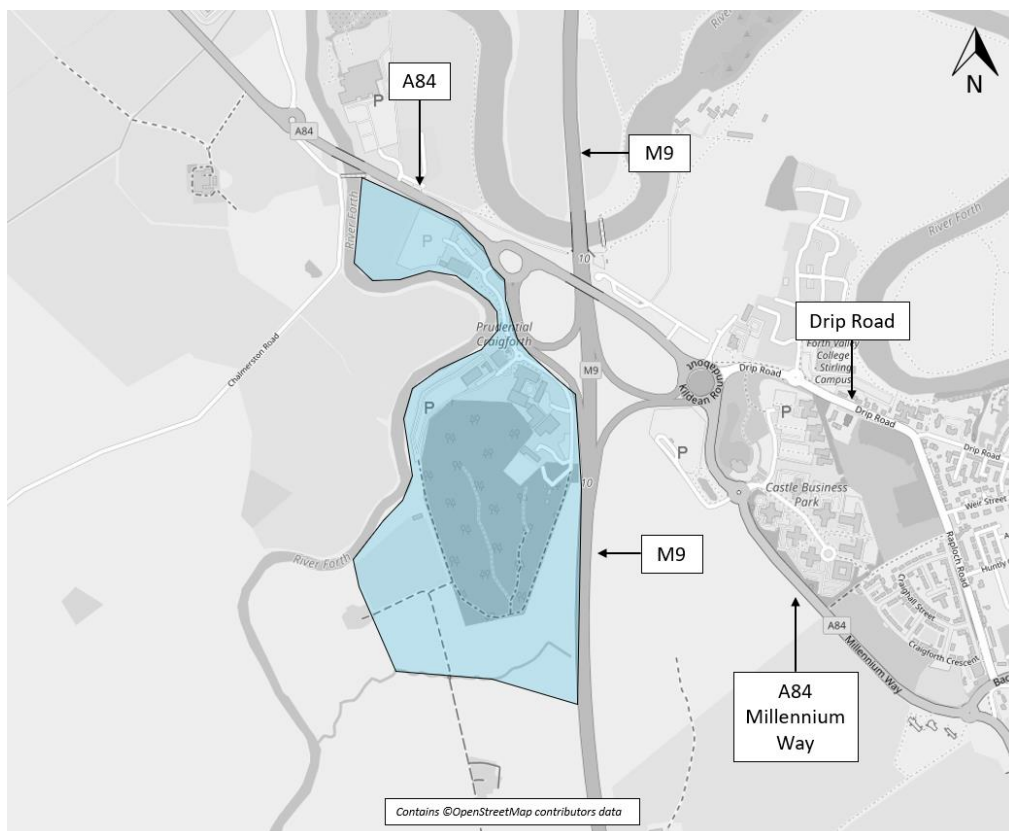 River
P
A84
N
A84
M9
River Forth
River Forth
10
P
Drip Road
Prudential
Craigforth
Forth Valley
College
Stirling
Campus
Chalmerston Road
M9
Kildean Roundabout
Drip Road
Drip Road
P
P
Drip Road
P
10
Castle Business
Park
Weir Street
River Forth
M9
Raploch Road
Huntly
Craighall Street
A84
Craigforth Crescent
Millennium Way
A84
Millennium
Way
Contains ©OpenStreetMap contributors data